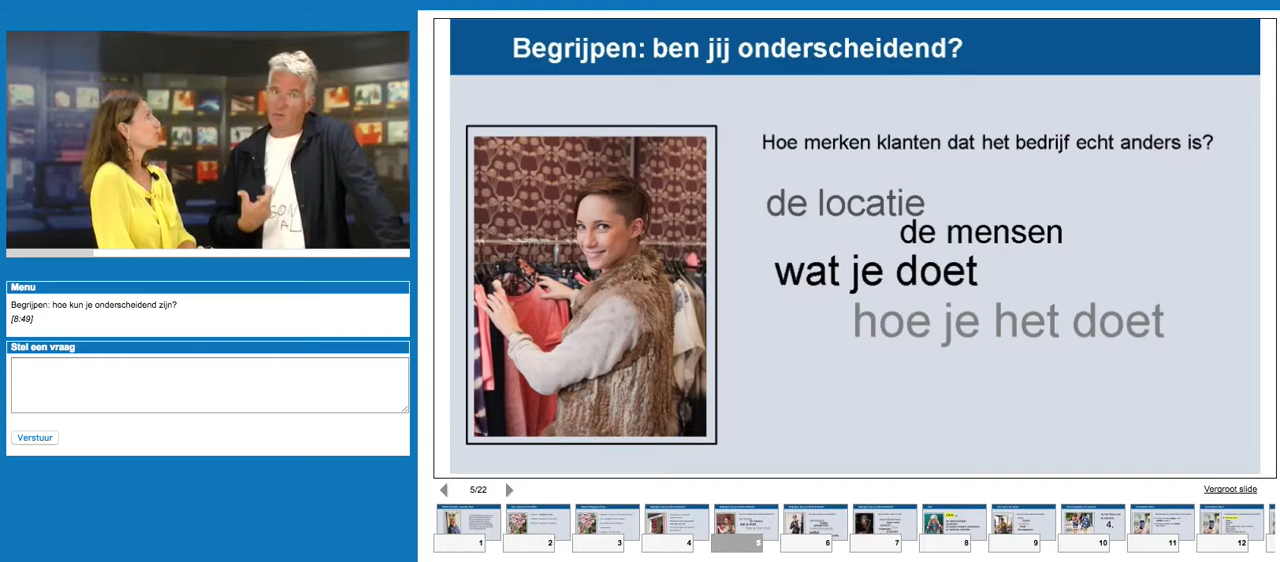 Menu
Begrijpen: hoe kun je onderscheidend zijn?
[8:49]
Stel een vraag
Verstuur
Begrijpen: ben jij onderscheidend?
Hoe merken klanten dat het bedrijf echt anders is?
de locatie
de mensen
wat je doet
hoe je het doet
5/22
Vergroot slide
1 2 3 4 5 6 7 8 9 10 11 12